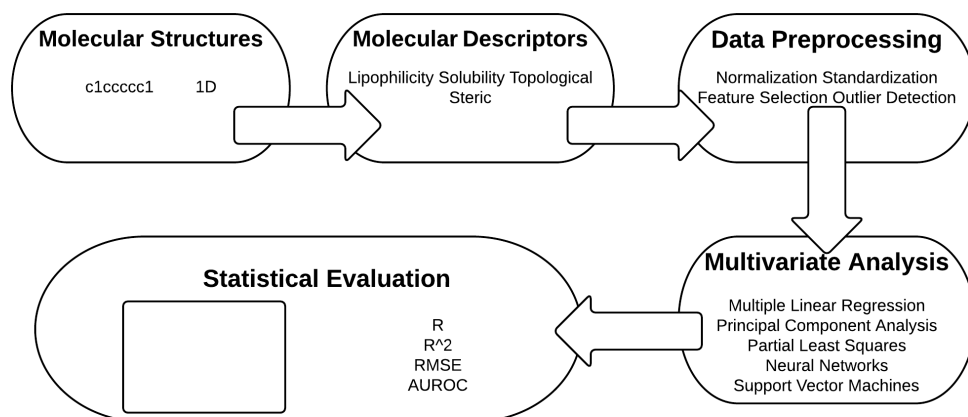 Molecular Structures
c1ccccc1 1D
Molecular Descriptors
Lipophilicity Solubility Topological
Steric
Data Preprocessing
Normalization Standardization
Feature Selection Outlier Detection
Multivariate Analysis
Multiple Linear Regression
Principal Component Analysis
Partial Least Squares
Neural Networks
Support Vector Machines
Statistical Evaluation
R
R^2
RMSE
AUROC